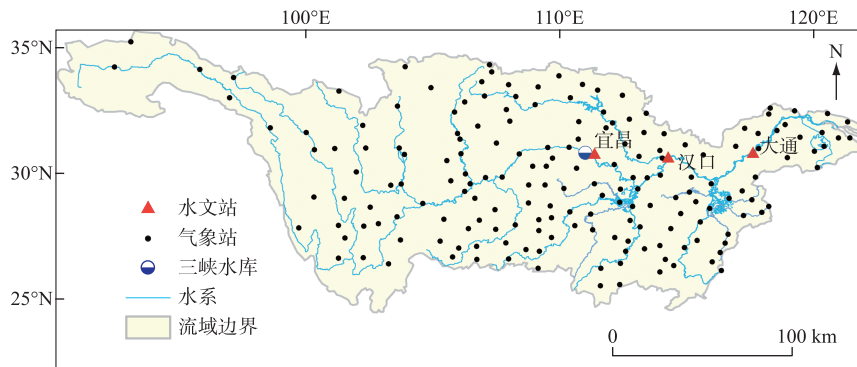 100°E 110°E 120°E
35°N
N
宜昌
大通
汉口
30°N
水文站
气象站
三峡水库
水系
25°N
流域边界
0 100 km